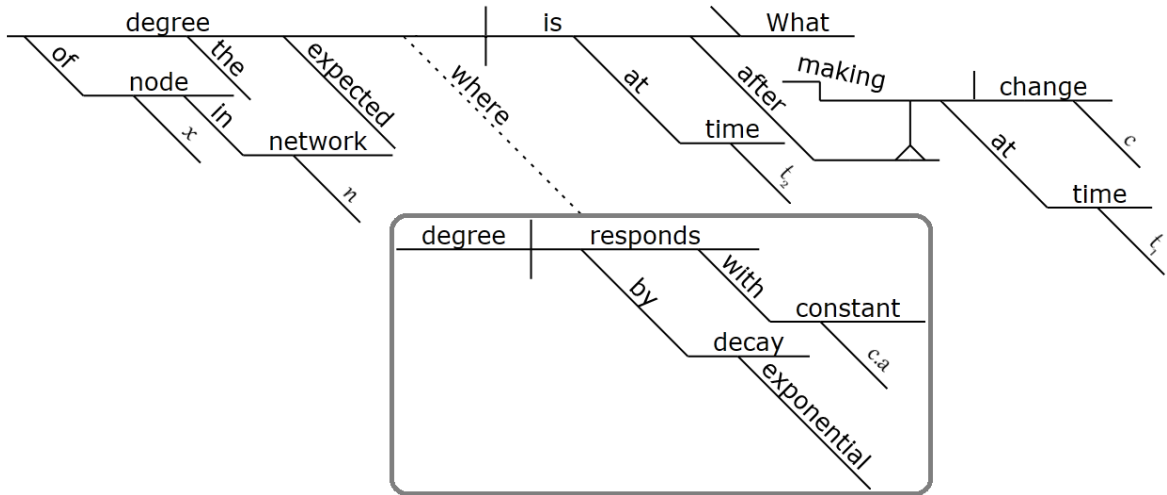 degree
is
What
of
the
expected
where
at
after
making
change
node
in
x
network
n
time
t₂
c
at
time
t₁
degree
responds
by
with
constant
decay
c.a
exponential